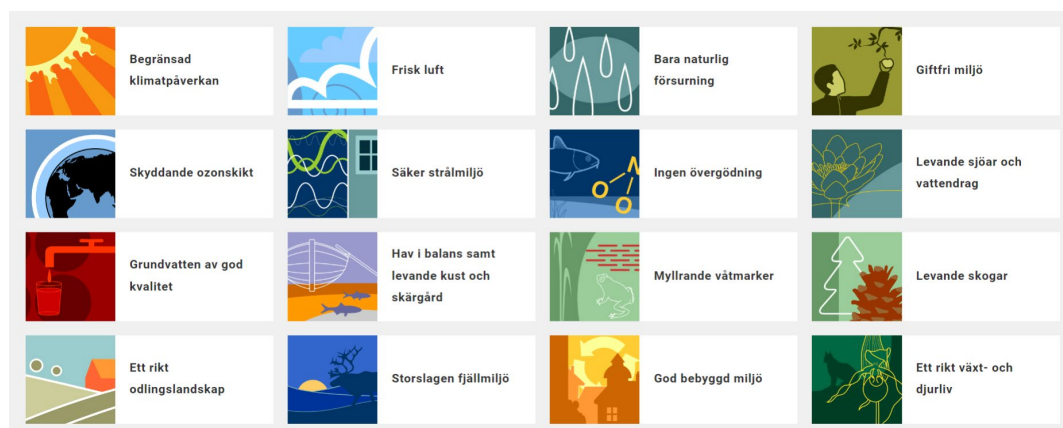 Begränsad
klimatpåverkan
Frisk luft
Bara naturlig
försurning
Giftfri miljö
Skyddande ozonskikt
Säker strålmiljö
Ingen övergödning
N
O
O
Levande sjöar och
vattendrag
Grundvatten av god
kvalitet
Hav i balans samt
levande kust och
skärgård
Myllrande våtmarker
Levande skogar
Ett rikt
odlingslandskap
Storslagen fjällmiljö
God bebyggd miljö
Ett rikt växt- och
djurliv